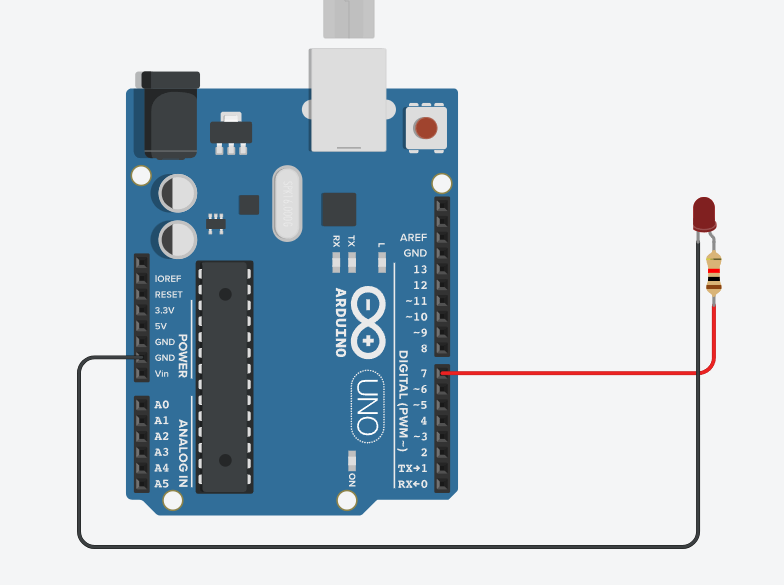 RX
TX
L
AREF
GND
13
12
~11
~10
~9
8
7
~6
~5
4
~3
2
TX→1
RX←0
DIGITAL (PWM~)
ARDUINO
UNO
ON
IOREF
RESET
3.3V
5V
GND
GND
Vin
POWER
A0
A1
A2
A3
A4
A5
ANALOG IN